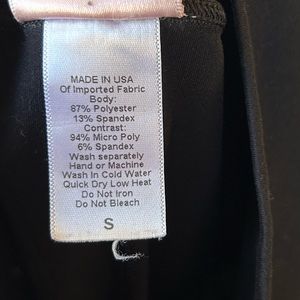 MADE IN USA
Of Imported Fabric
Body:
87% Polyester
13% Spandex
Contrast:
94% Micro Poly
6% Spandex
Wash separately
Hand or Machine
Wash In Cold Water
Quick Dry Low Heat
Do Not Iron
Do Not Bleach
S